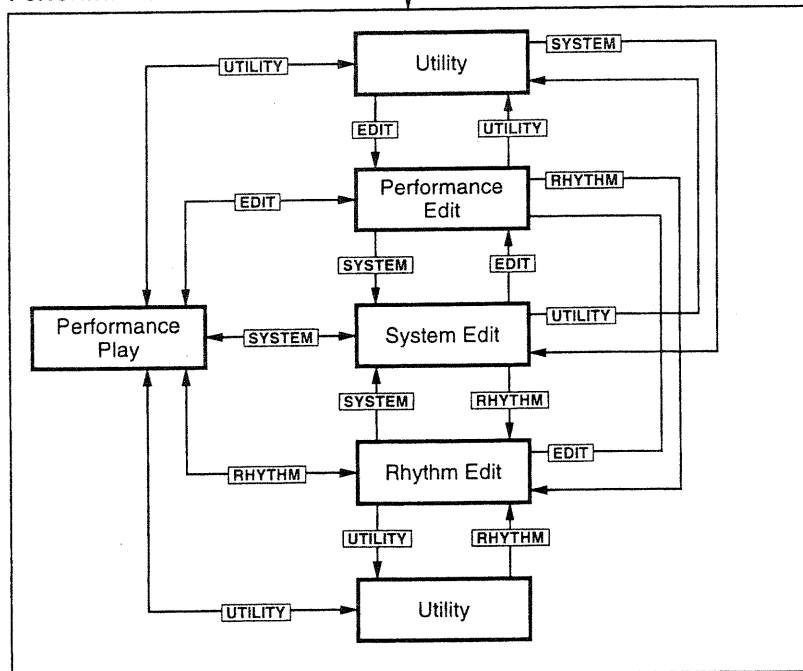 Utility
SYSTEM
UTILITY
EDIT
UTILITY
Performance
Edit
RHYTHM
EDIT
SYSTEM
EDIT
Performance
Play
SYSTEM
System Edit
UTILITY
SYSTEM
RHYTHM
RHYTHM
Rhythm Edit
EDIT
UTILITY
RHYTHM
UTILITY
Utility